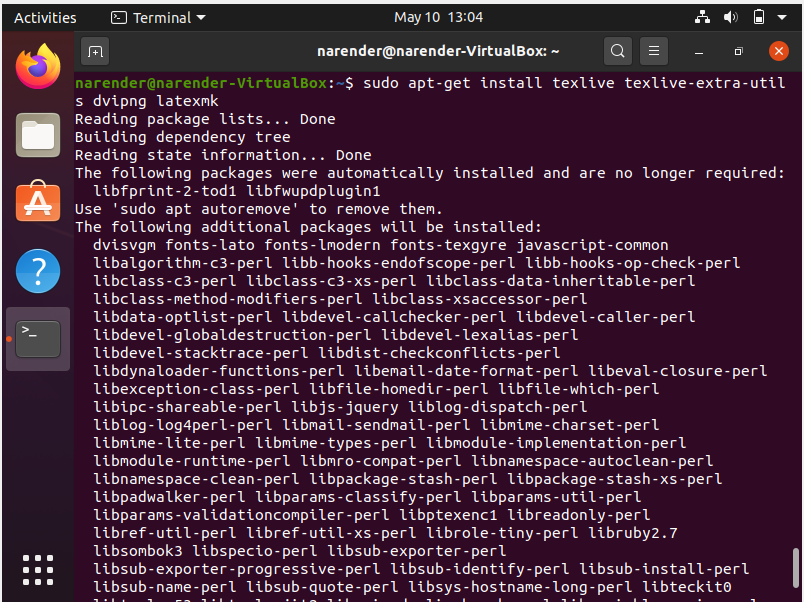 Activities Terminal May 10 13:04
narender@narender-VirtualBox: ~
narender@narender-VirtualBox:~$ sudo apt-get install texlive texlive-extra-util
s dvipng latexmk
Reading package lists... Done
Building dependency tree
Reading state information... Done
The following packages were automatically installed and are no longer required:
libfprint-2-tod1 libfwupdplugin1
Use 'sudo apt autoremove' to remove them.
The following additional packages will be installed:
dvisvgm fonts-lato fonts-lmodern fonts-texgyre javascript-common
libalgorithm-c3-perl libb-hooks-endofscope-perl libb-hooks-op-check-perl
libclass-c3-perl libclass-c3-xs-perl libclass-data-inheritable-perl
libclass-method-modifiers-perl libclass-xsaccessor-perl
libdata-optlist-perl libdevel-callchecker-perl libdevel-caller-perl
libdevel-globaldestruction-perl libdevel-lexalias-perl
libdevel-stacktrace-perl libdist-checkconflicts-perl
libdynaloader-functions-perl libemail-date-format-perl libeval-closure-perl
libexception-class-perl libfile-homedir-perl libfile-which-perl
libipc-shareable-perl libjs-jquery liblog-dispatch-perl
liblog-log4perl-perl libmail-sendmail-perl libmime-charset-perl
libmime-lite-perl libmime-types-perl libmodule-implementation-perl
libmodule-runtime-perl libmro-compat-perl libnamespace-autoclean-perl
libnamespace-clean-perl libpackage-stash-perl libpackage-stash-xs-perl
libpadwalker-perl libparams-classify-perl libparams-util-perl
libparams-validationcompiler-perl libptexenc1 libreadonly-perl
libref-util-perl libref-util-xs-perl librole-tiny-perl libruby2.7
libsombok3 libspecio-perl libsub-exporter-perl
libsub-exporter-progressive-perl libsub-identify-perl libsub-install-perl
libsub-name-perl libsub-quote-perl libsys-hostname-long-perl libteckit0